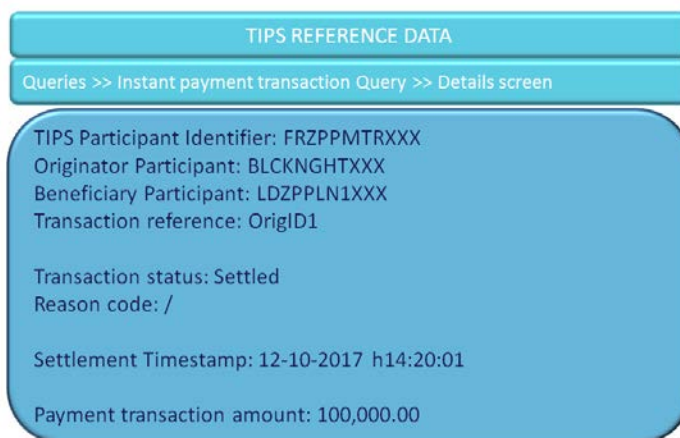 TIPS REFERENCE DATA
Queries >> Instant payment transaction Query >> Details screen
TIPS Participant Identifier: FRZPPMTRXXX
Originator Participant: BLCKNGHTXXX
Beneficiary Participant: LDZPPLN1XXX
Transaction reference: OrigID1
Transaction status: Settled
Reason code: /
Settlement Timestamp: 12-10-2017 h14:20:01
Payment transaction amount: 100,000.00